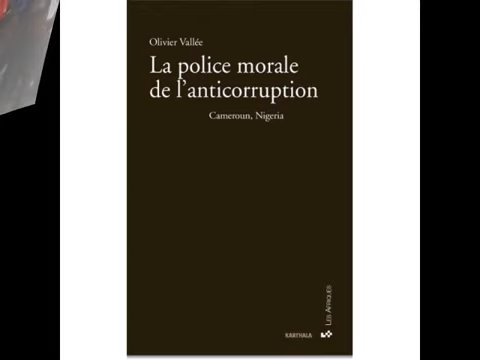 Olivier Vallée
La police morale
de l'anticorruption
Cameroun, Nigeria
LES AFRIQUES
KARTHALA